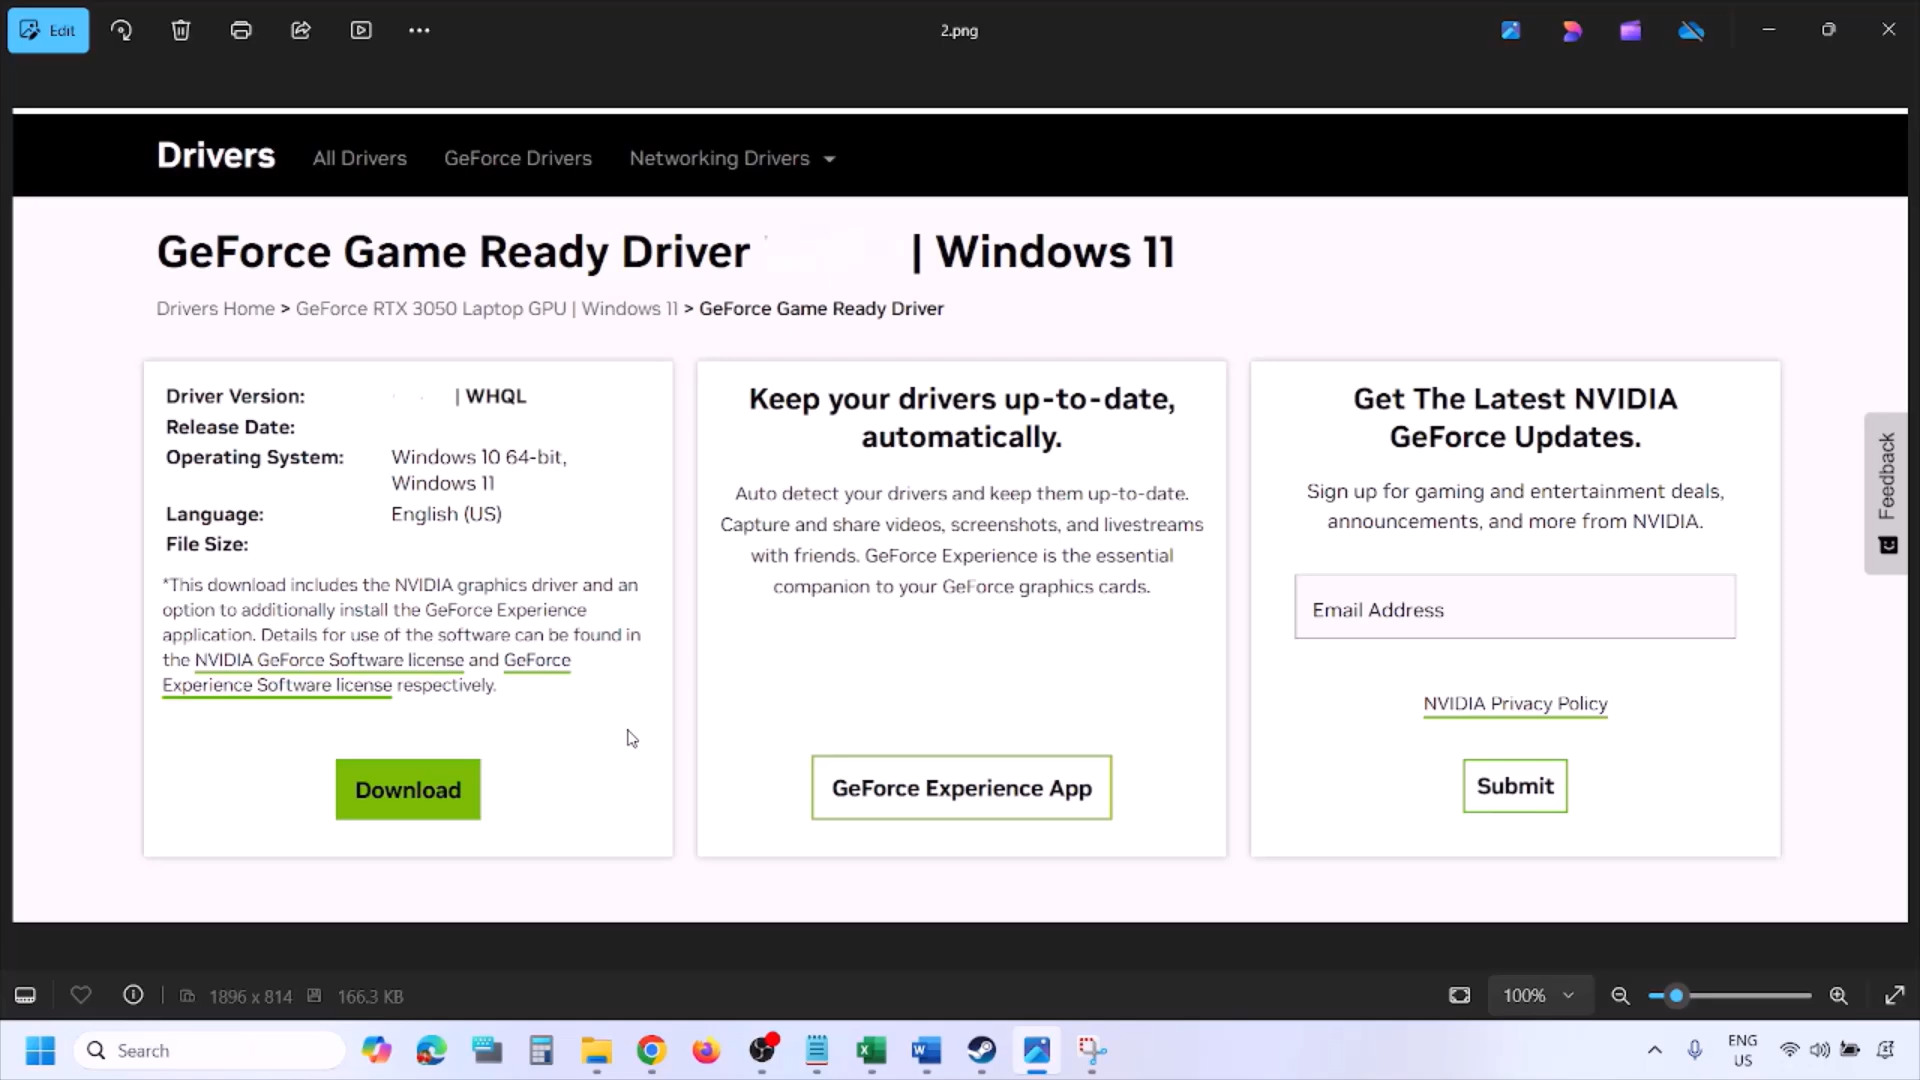 Edit
2.png
Drivers All Drivers GeForce Drivers Networking Drivers
GeForce Game Ready Driver | Windows 11
Drivers Home > GeForce RTX 3050 Laptop GPU | Windows 11 > GeForce Game Ready Driver
Driver Version: | WHQL
Release Date:
Operating System: Windows 10 64-bit,
Windows 11
Language: English (US)
File Size:
*This download includes the NVIDIA graphics driver and an
option to additionally install the GeForce Experience
application. Details for use of the software can be found in
the NVIDIA GeForce Software license and GeForce
Experience Software license respectively.
Download
Keep your drivers up-to-date,
automatically.
Auto detect your drivers and keep them up-to-date.
Capture and share videos, screenshots, and livestreams
with friends. GeForce Experience is the essential
companion to your GeForce graphics cards.
GeForce Experience App
Get The Latest NVIDIA
GeForce Updates.
Sign up for gaming and entertainment deals,
announcements, and more from NVIDIA.
Email Address
NVIDIA Privacy Policy
Submit
Feedback
1896 x 814 166.3 KB
100%
Search
ENG
US